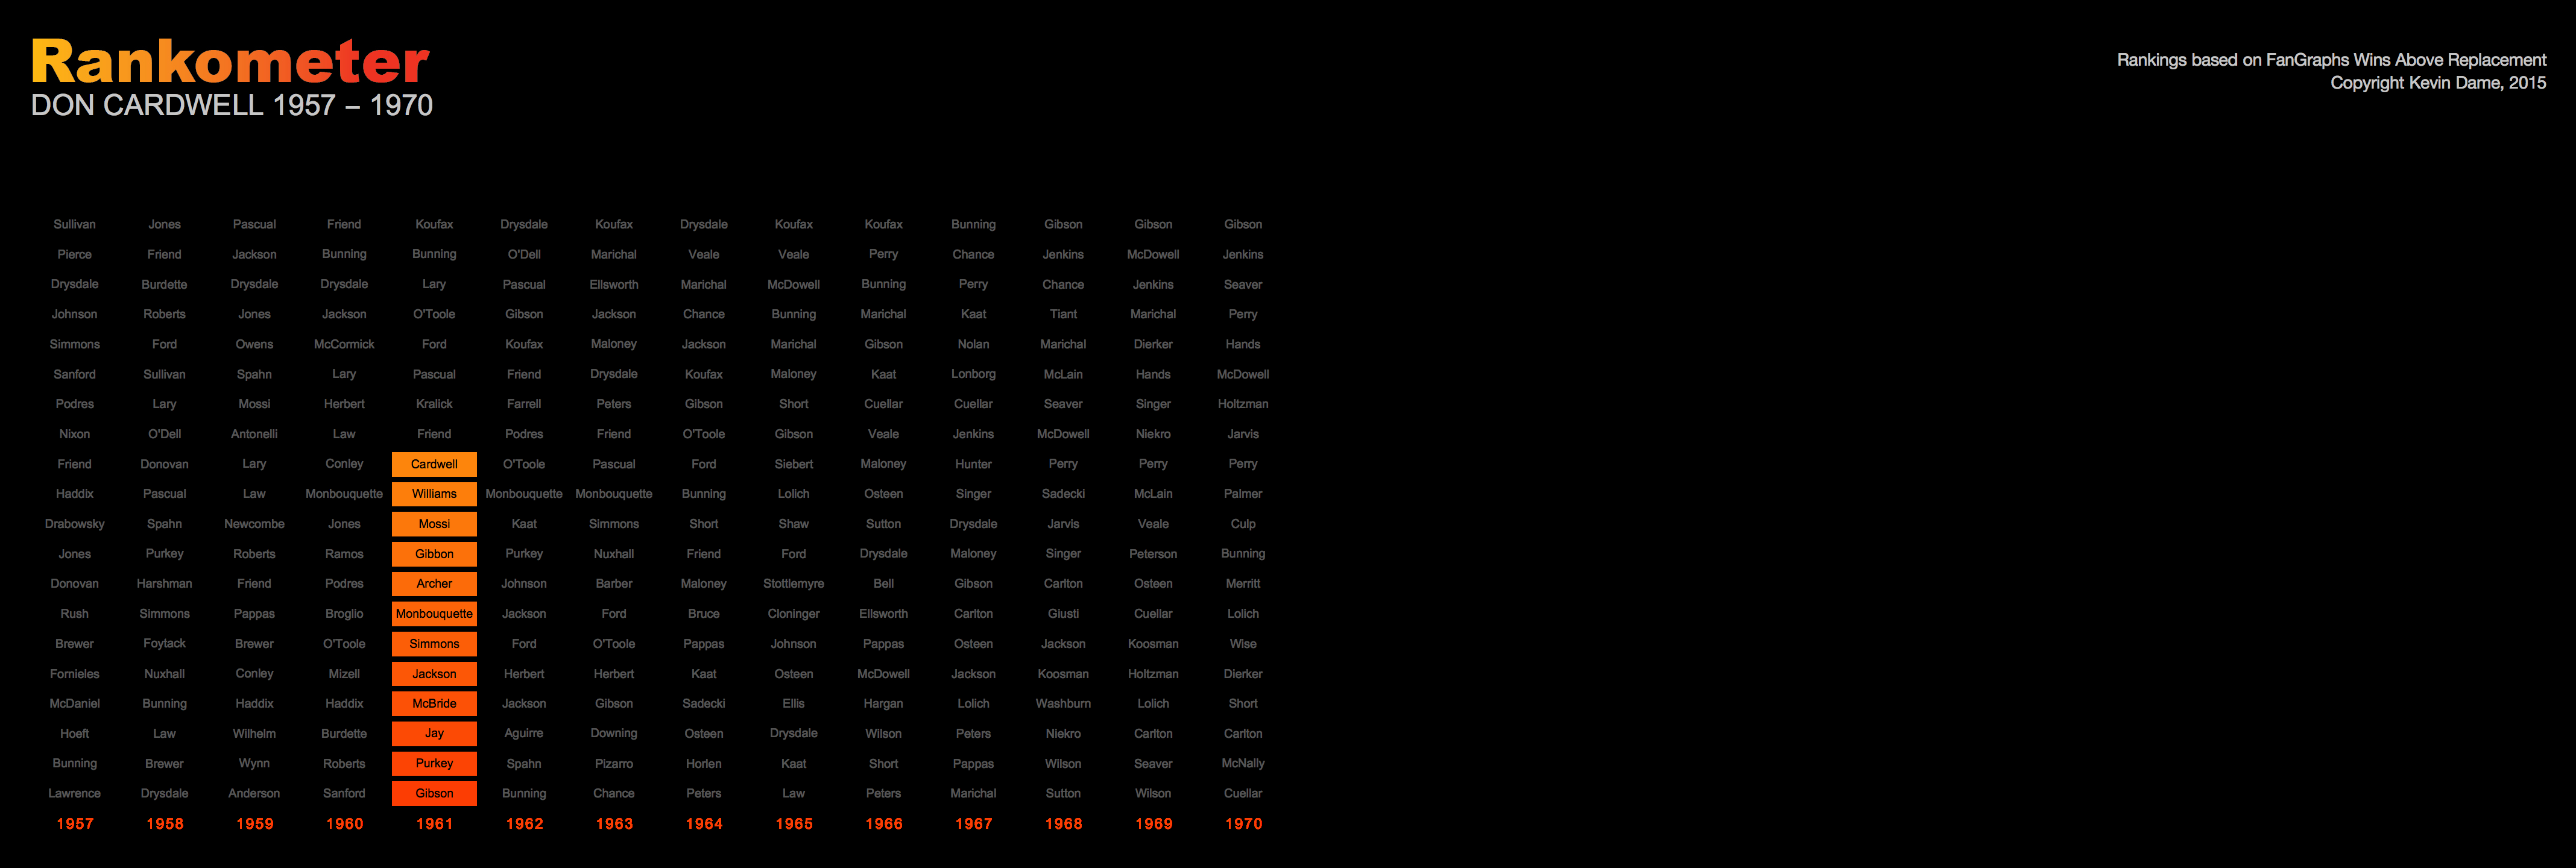 Rankometer
DON CARDWELL 1957 – 1970
Rankings based on FanGraphs Wins Above Replacement
Copyright Kevin Dame, 2015
Sullivan Jones Pascual Friend Koufax Drysdale Koufax Drysdale Koufax Koufax Bunning Gibson Gibson Gibson
Pierce Friend Jackson Bunning Bunning O'Dell Marichal Veale Veale Perry Chance Jenkins McDowell Jenkins
Drysdale Burdette Drysdale Drysdale Lary Pascual Ellsworth Marichal McDowell Bunning Perry Chance Jenkins Seaver
Johnson Roberts Jones Jackson O'Toole Gibson Jackson Chance Bunning Marichal Kaat Tiant Marichal Perry
Simmons Ford Owens McCormick Ford Koufax Maloney Jackson Marichal Gibson Nolan Marichal Dierker Hands
Sanford Sullivan Spahn Lary Pascual Friend Drysdale Koufax Maloney Kaat Lonborg McLain Hands McDowell
Podres Lary Mossi Herbert Kralick Farrell Peters Gibson Short Cuellar Cuellar Seaver Singer Holtzman
Nixon O'Dell Antonelli Law Friend Podres Friend O'Toole Gibson Veale Jenkins McDowell Niekro Jarvis
Friend Donovan Lary Conley Cardwell O'Toole Pascual Ford Siebert Maloney Hunter Perry Perry Perry
Haddix Pascual Law Monbouquette Williams Monbouquette Monbouquette Bunning Lolich Osteen Singer Sadecki McLain Palmer
Drabowsky Spahn Newcombe Jones Mossi Kaat Simmons Short Shaw Sutton Drysdale Jarvis Veale Culp
Jones Purkey Roberts Ramos Gibbon Purkey Nuxhall Friend Ford Drysdale Maloney Singer Peterson Bunning
Donovan Harshman Friend Podres Archer Johnson Barber Maloney Stottlemyre Bell Gibson Carlton Osteen Merritt
Rush Simmons Pappas Broglio Monbouquette Jackson Ford Bruce Cloninger Ellsworth Carlton Giusti Cuellar Lolich
Brewer Foytack Brewer O'Toole Simmons Ford O'Toole Pappas Johnson Pappas Osteen Jackson Koosman Wise
Fornieles Nuxhall Conley Mizell Jackson Herbert Herbert Kaat Osteen McDowell Jackson Koosman Holtzman Dierker
McDaniel Bunning Haddix Haddix McBride Jackson Gibson Sadecki Ellis Hargan Lolich Washburn Lolich Short
Hoeft Law Wilhelm Burdette Jay Aguirre Downing Osteen Drysdale Wilson Peters Niekro Carlton Carlton
Bunning Brewer Wynn Roberts Purkey Spahn Pizarro Horlen Kaat Short Pappas Wilson Seaver McNally
Lawrence Drysdale Anderson Sanford Gibson Bunning Chance Peters Law Peters Marichal Sutton Wilson Cuellar
1957 1958 1959 1960 1961 1962 1963 1964 1965 1966 1967 1968 1969 1970